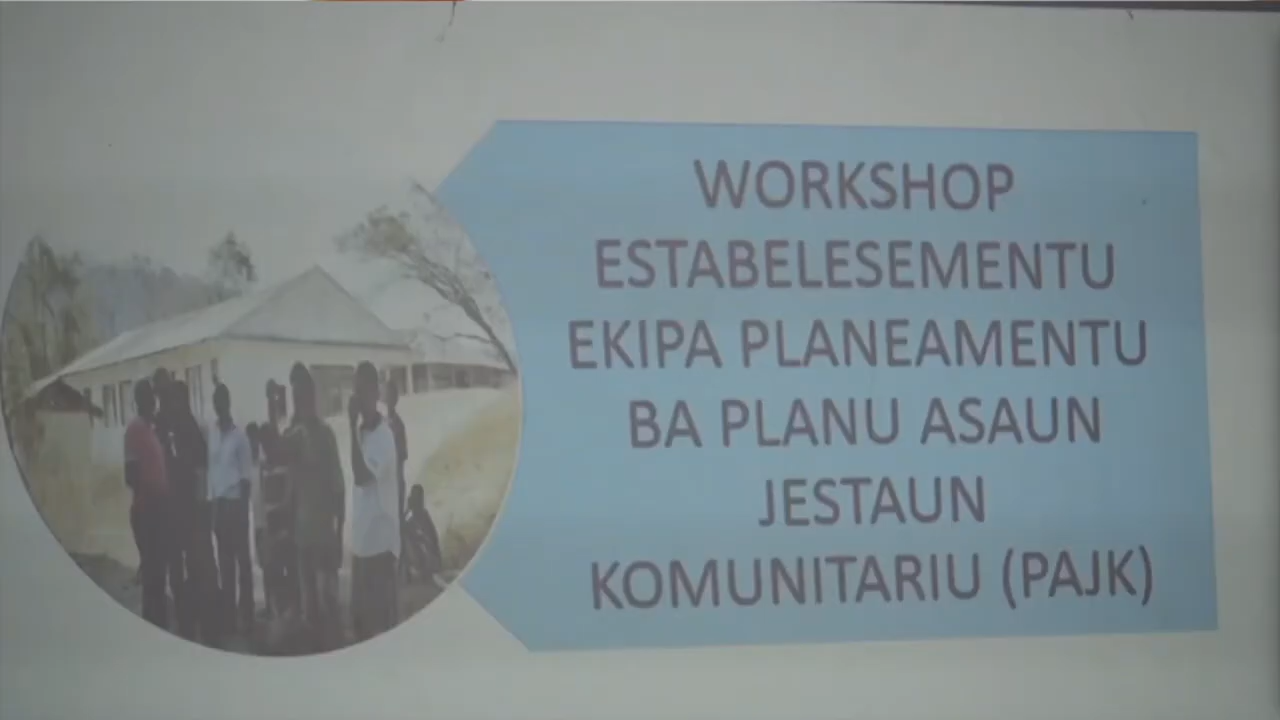 WORKSHOP
ESTABELESEMENTU
EKIPA PLANEAMENTU
BA PLANU ASAUN
JESTAUN
KOMUNITARIU (PAJK)